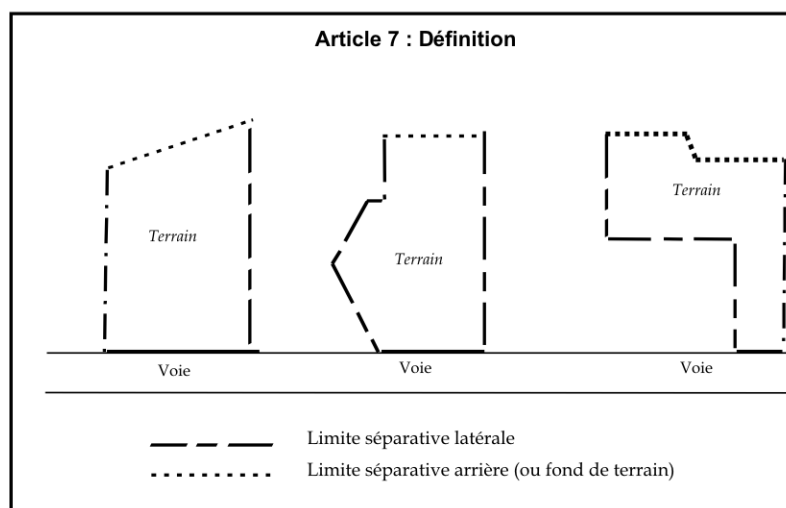 Article 7 : Définition
Terrain
Terrain
Terrain
Voie
Voie
Voie
Limite séparative latérale
Limite séparative arrière (ou fond de terrain)